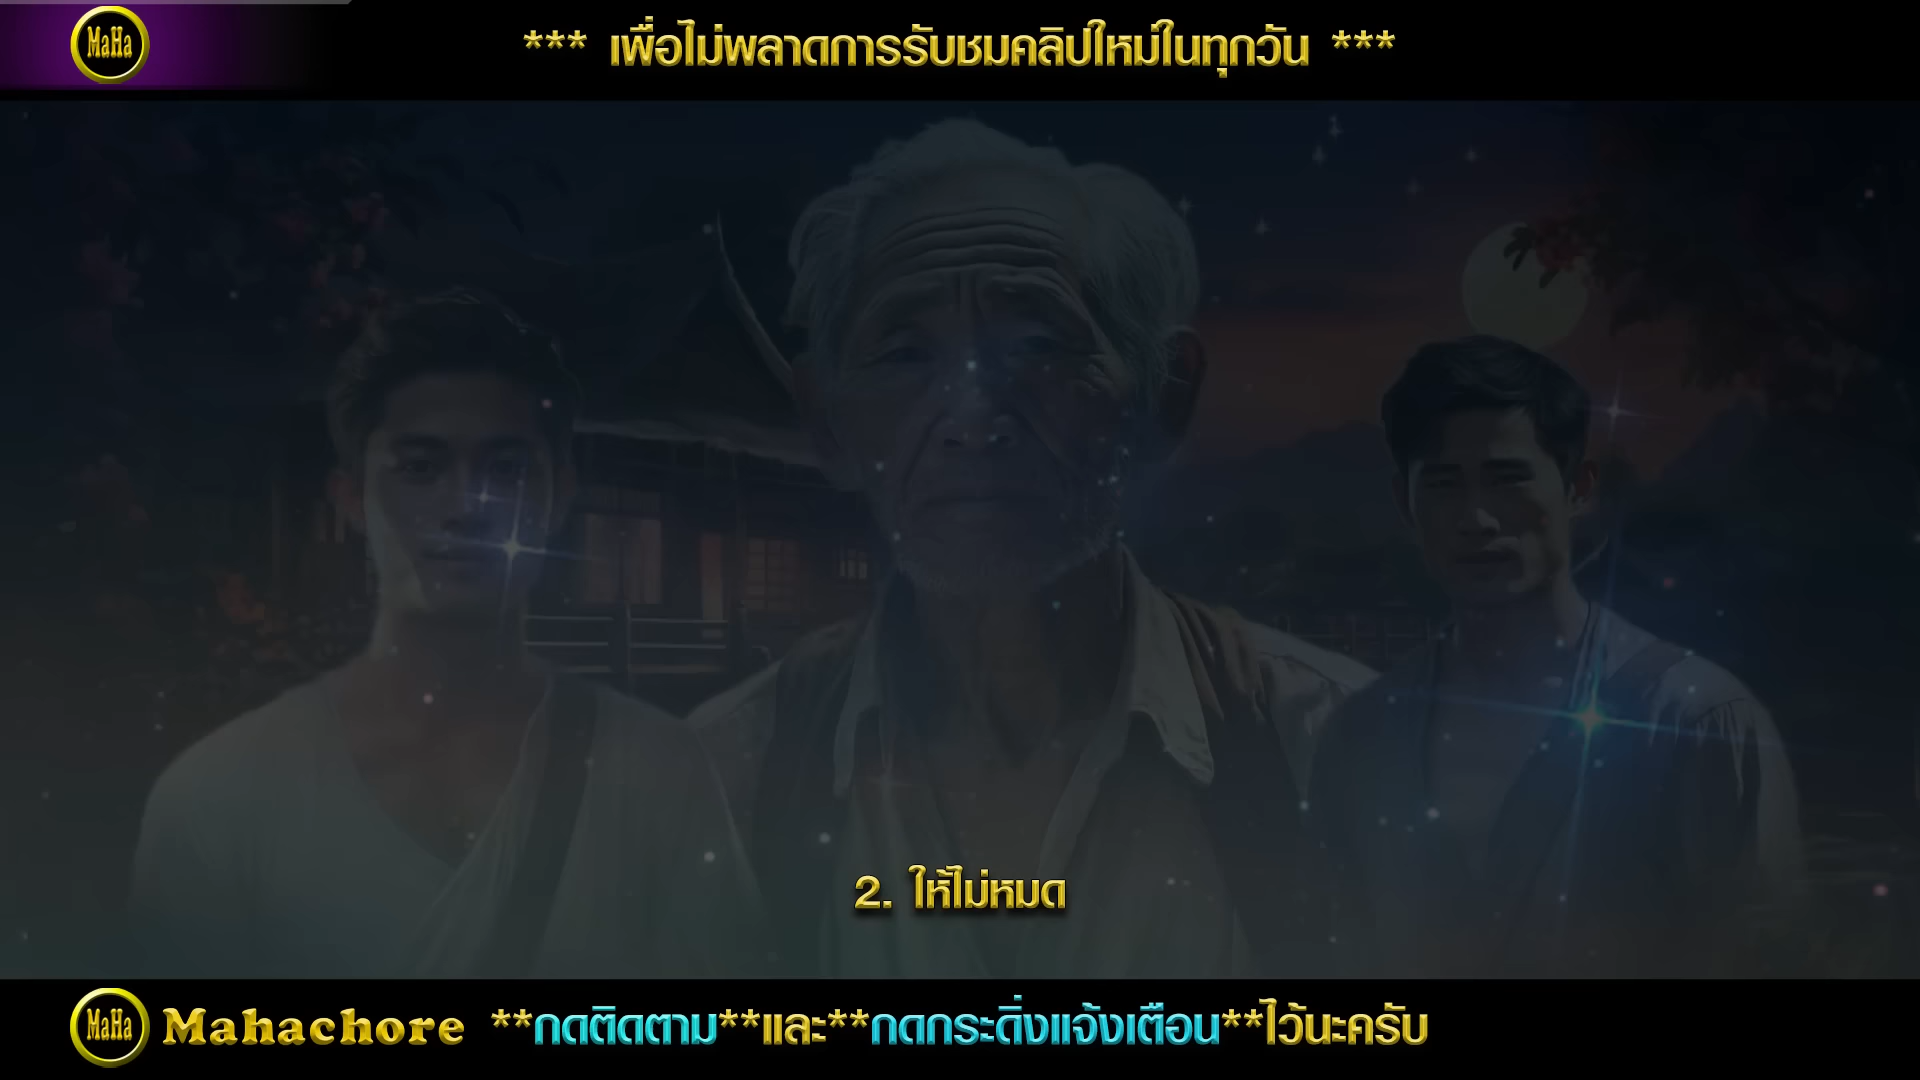 MaHa
*** เพื่อไม่พลาดการรับชมคลิปใหม่ในทุกวัน ***
2. ให้ไม่หมด
MaHa Mahachore **กดติดตาม**และ**กดกระดิ่งแจ้งเตือน**ไว้นะครับ